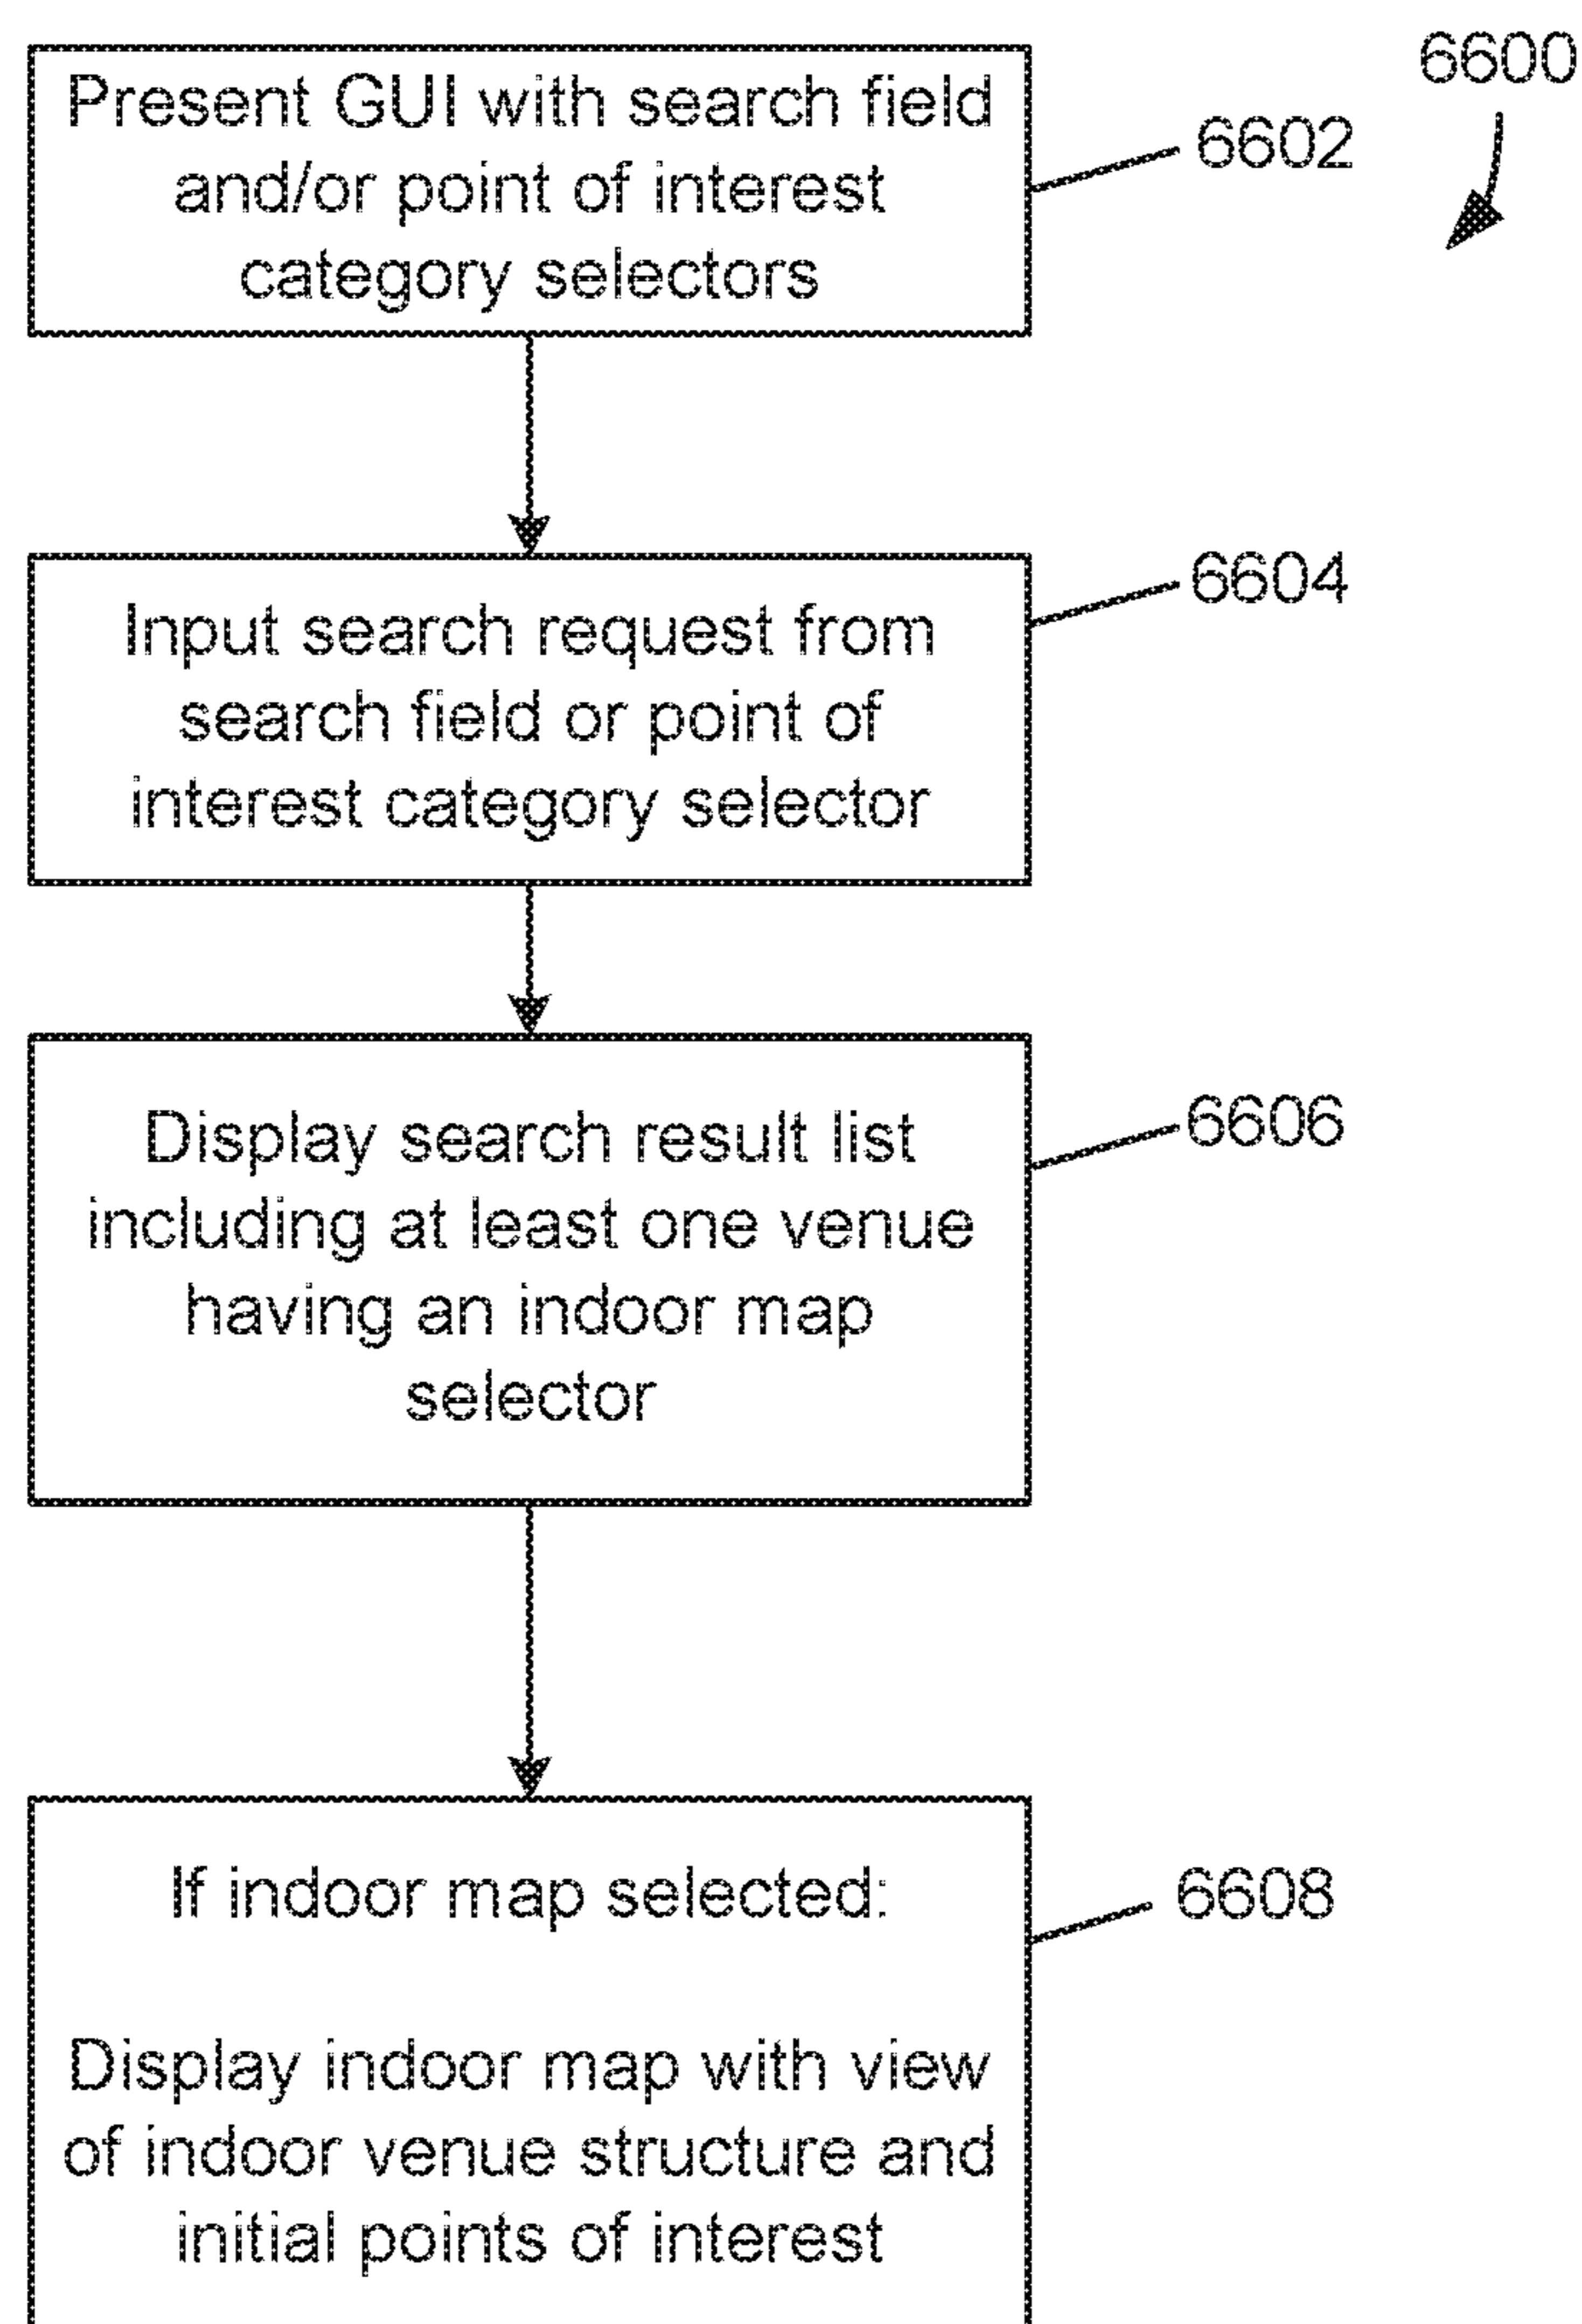 6600
Present GUI with search field
and/or point of interest
category selectors
6602
Input search request from
search field or point of
interest category selector
6604
Display search result list
including at least one venue
having an indoor map
selector
6606
If indoor map selected:
Display indoor map with view
of indoor venue structure and
initial points of interest
6608